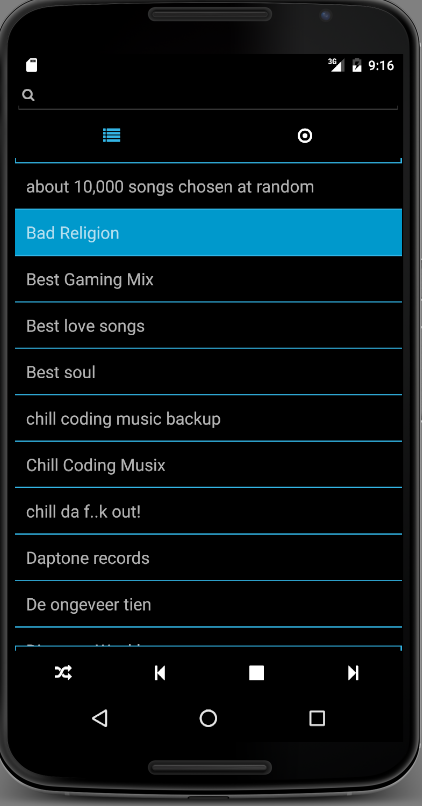 3G 9:16
about 10,000 songs chosen at random
Bad Religion
Best Gaming Mix
Best love songs
Best soul
chill coding music backup
Chill Coding Musix
chill da f..k out!
Daptone records
De ongeveer tien